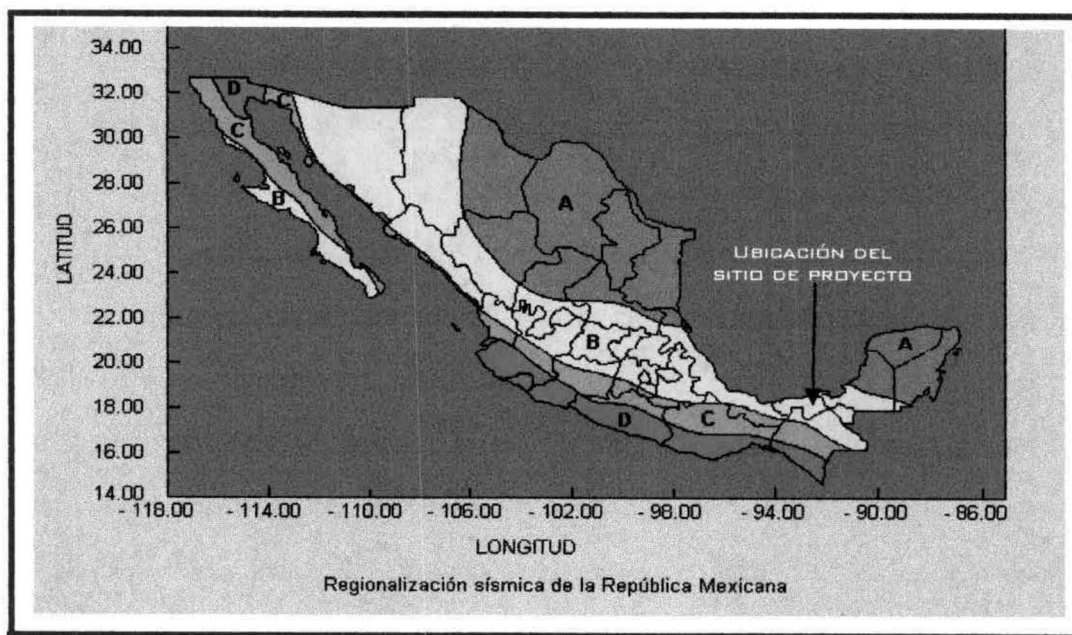 34.00
32.00
30.00
28.00
26.00
24.00
22.00
20.00
18.00
16.00
14.00
LATITUD
D
C
C
B
A
UBICACIÓN DEL
SITIO DE PROYECTO
B
A
D
C
- 118.00 - 114.00 - 110.00 - 106.00 - 102.00 - 98.00 - 94.00 - 90.00 - 86.00
LONGITUD
Regionalización sísmica de la República Mexicana